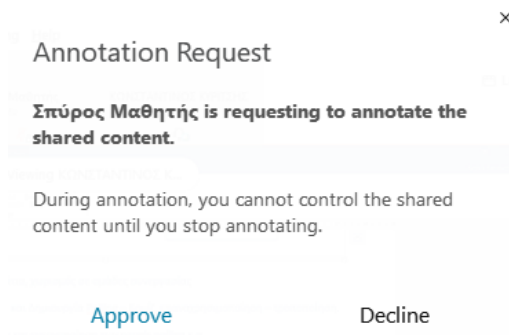 Annotation Request
Σπύρος Μαθητής is requesting to annotate the
shared content.
During annotation, you cannot control the shared
content until you stop annotating.
Approve
Decline